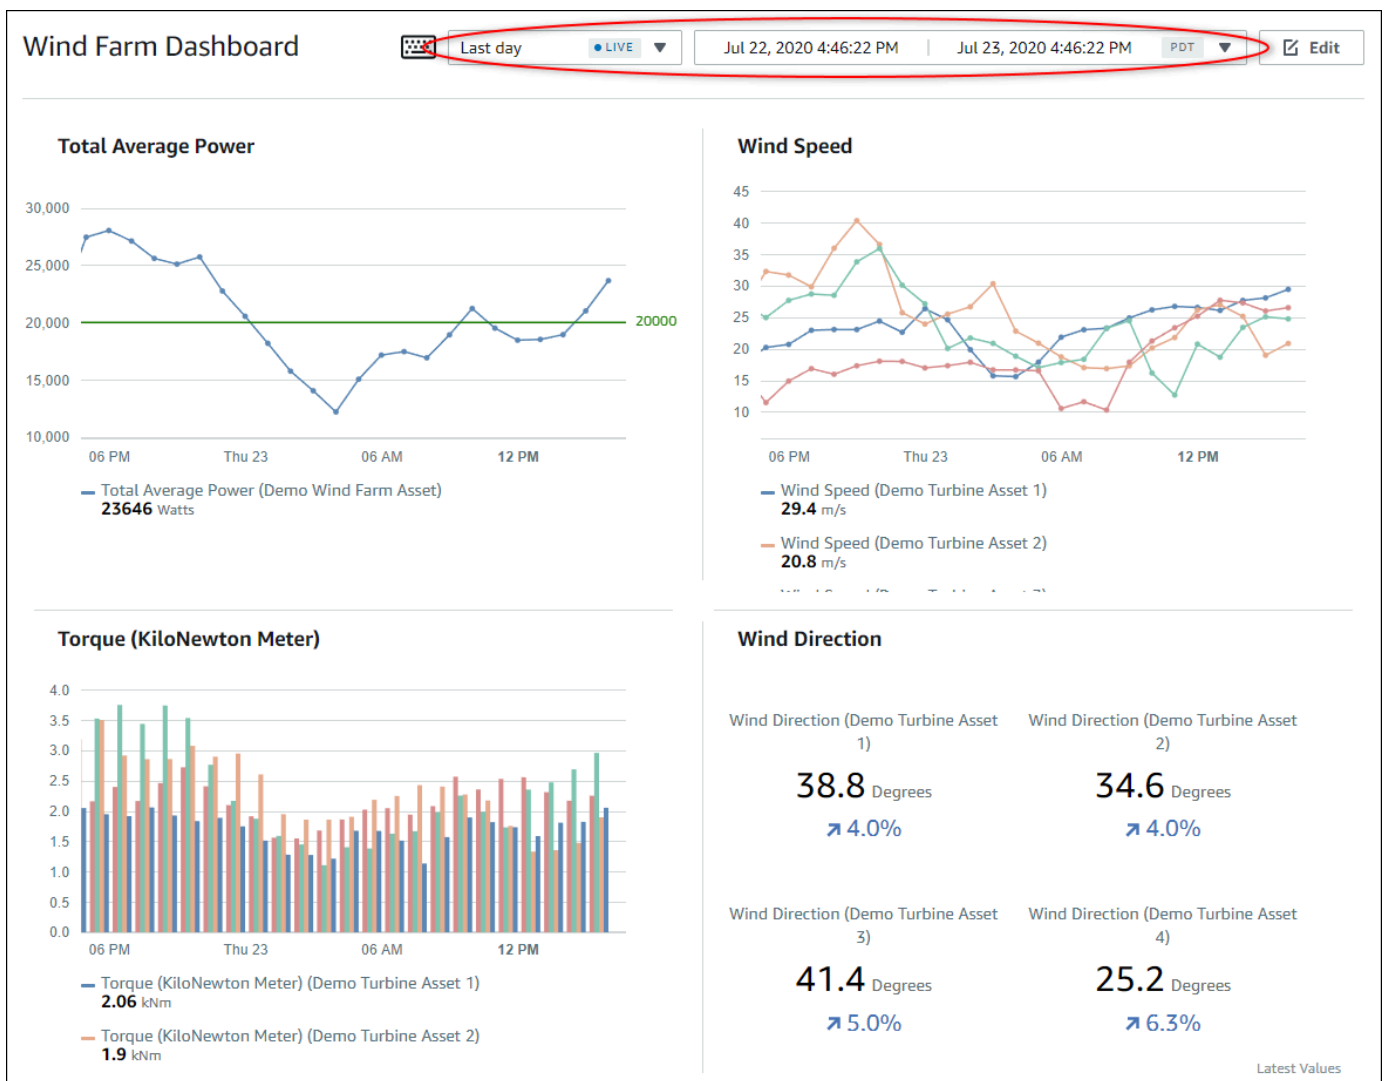 Wind Farm Dashboard
Last day
LIVE
Jul 22, 2020 4:46:22 PM
Jul 23, 2020 4:46:22 PM
PDT
Edit
Total Average Power
30,000
25,000
20,000
15,000
10,000
20000
06 PM
Thu 23
06 AM
12 PM
Total Average Power (Demo Wind Farm Asset)
23646 Watts
Wind Speed
45
40
35
30
25
20
15
10
06 PM
Thu 23
06 AM
12 PM
Wind Speed (Demo Turbine Asset 1)
29.4 m/s
Wind Speed (Demo Turbine Asset 2)
20.8 m/s
Torque (KiloNewton Meter)
4.0
3.5
3.0
2.5
2.0
1.5
1.0
0.5
0.0
06 PM
Thu 23
06 AM
12 PM
Torque (KiloNewton Meter) (Demo Turbine Asset 1)
2.06 kNm
Torque (KiloNewton Meter) (Demo Turbine Asset 2)
1.9 kNm
Wind Direction
Wind Direction (Demo Turbine Asset
1)
38.8 Degrees
4.0%
Wind Direction (Demo Turbine Asset
2)
34.6 Degrees
4.0%
Wind Direction (Demo Turbine Asset
3)
41.4 Degrees
5.0%
Wind Direction (Demo Turbine Asset
4)
25.2 Degrees
6.3%
Latest Values